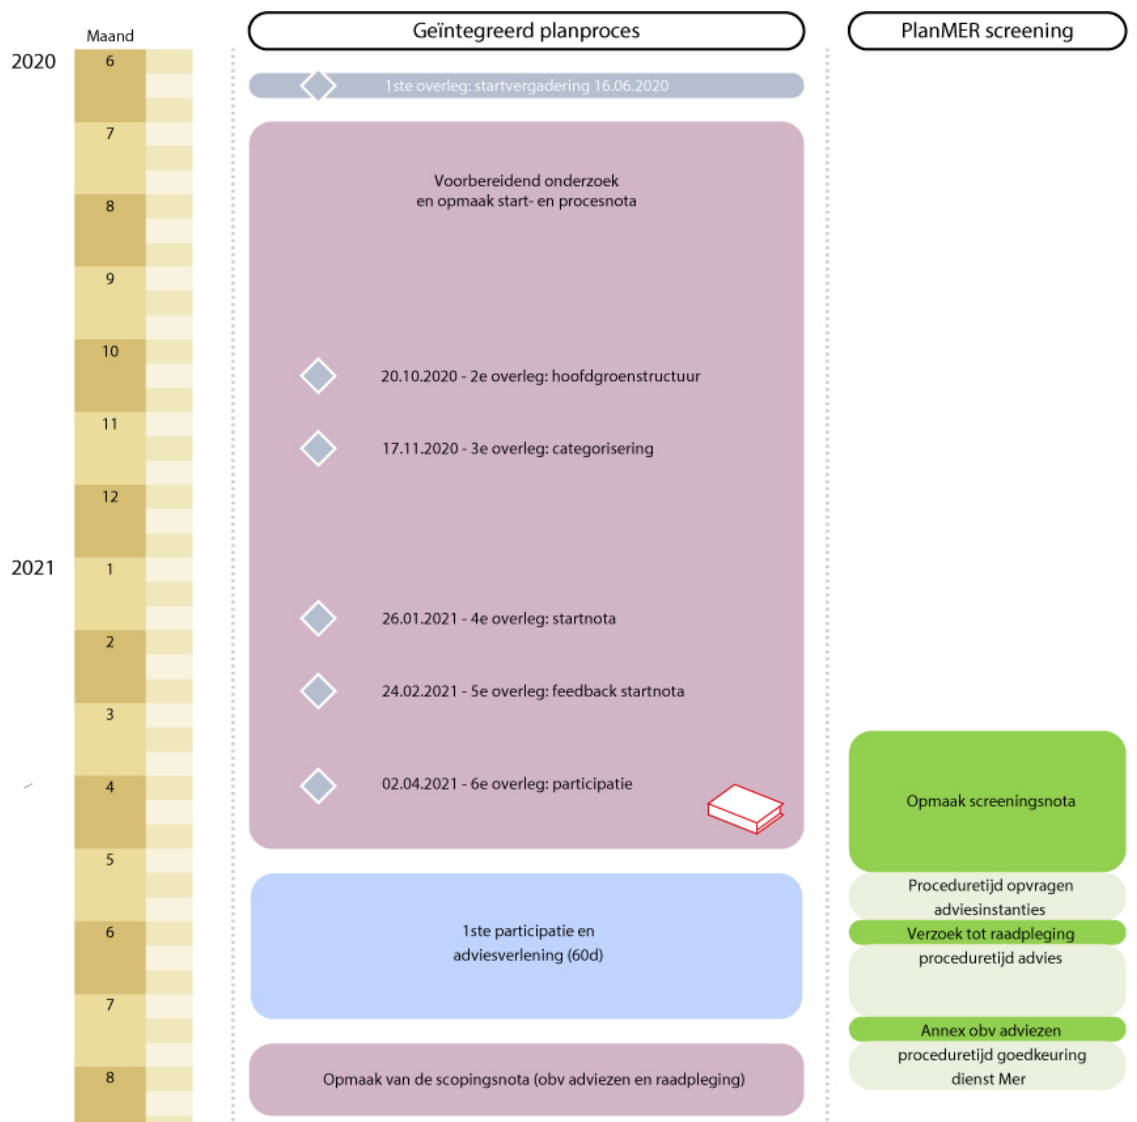 Maand
Geïntegreerd planproces
PlanMER screening
2020
6
1ste overleg: startvergadering 16.06.2020
7
Voorbereidend onderzoek
en opmaak start- en procesnota
8
9
10
20.10.2020 - 2e overleg: hoofdgroenstructuur
11
17.11.2020 - 3e overleg: categorisering
12
2021
1
26.01.2021 - 4e overleg: startnota
2
24.02.2021 - 5e overleg: feedback startnota
3
4
02.04.2021 - 6e overleg: participatie
Opmaak screeningsnota
5
Proceduretijd opvragen
adviesinstanties
6
1ste participatie en
adviesverlening (60d)
Verzoek tot raadpleging
proceduretijd advies
7
Annex obv adviezen
proceduretijd goedkeuring
dienst Mer
8
Opmaak van de scopingsnota (obv adviezen en raadpleging)